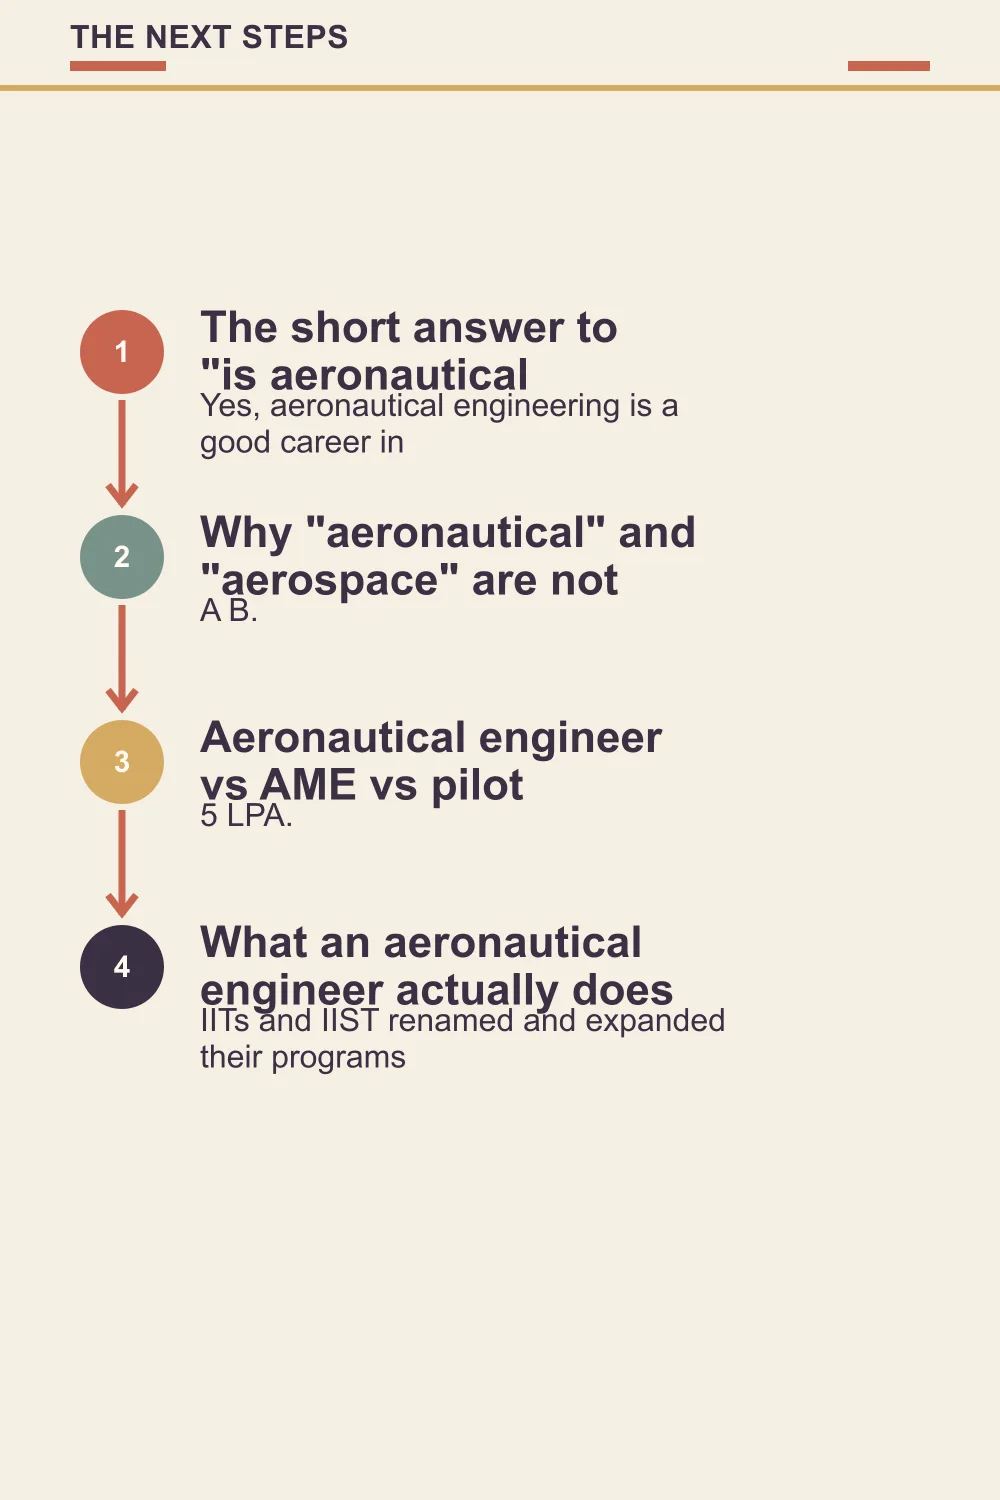 THE NEXT STEPS
1
The short answer to
"is aeronautical
Yes, aeronautical engineering is a
good career in
2
Why "aeronautical" and
"aerospace" are not
A B.
3
Aeronautical engineer
vs AME vs pilot
5 LPA.
4
What an aeronautical
engineer actually does
IITs and IIST renamed and expanded
their programs